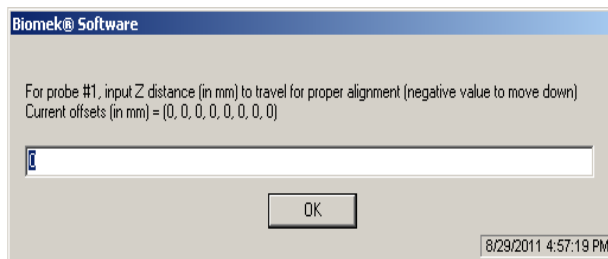 Biomek® Software
For probe #1, input Z distance (in mm) to travel for proper alignment (negative value to move down)
Current offsets (in mm) = (0, 0, 0, 0, 0, 0, 0, 0)
0
OK
8/29/2011 4:57:19 PM